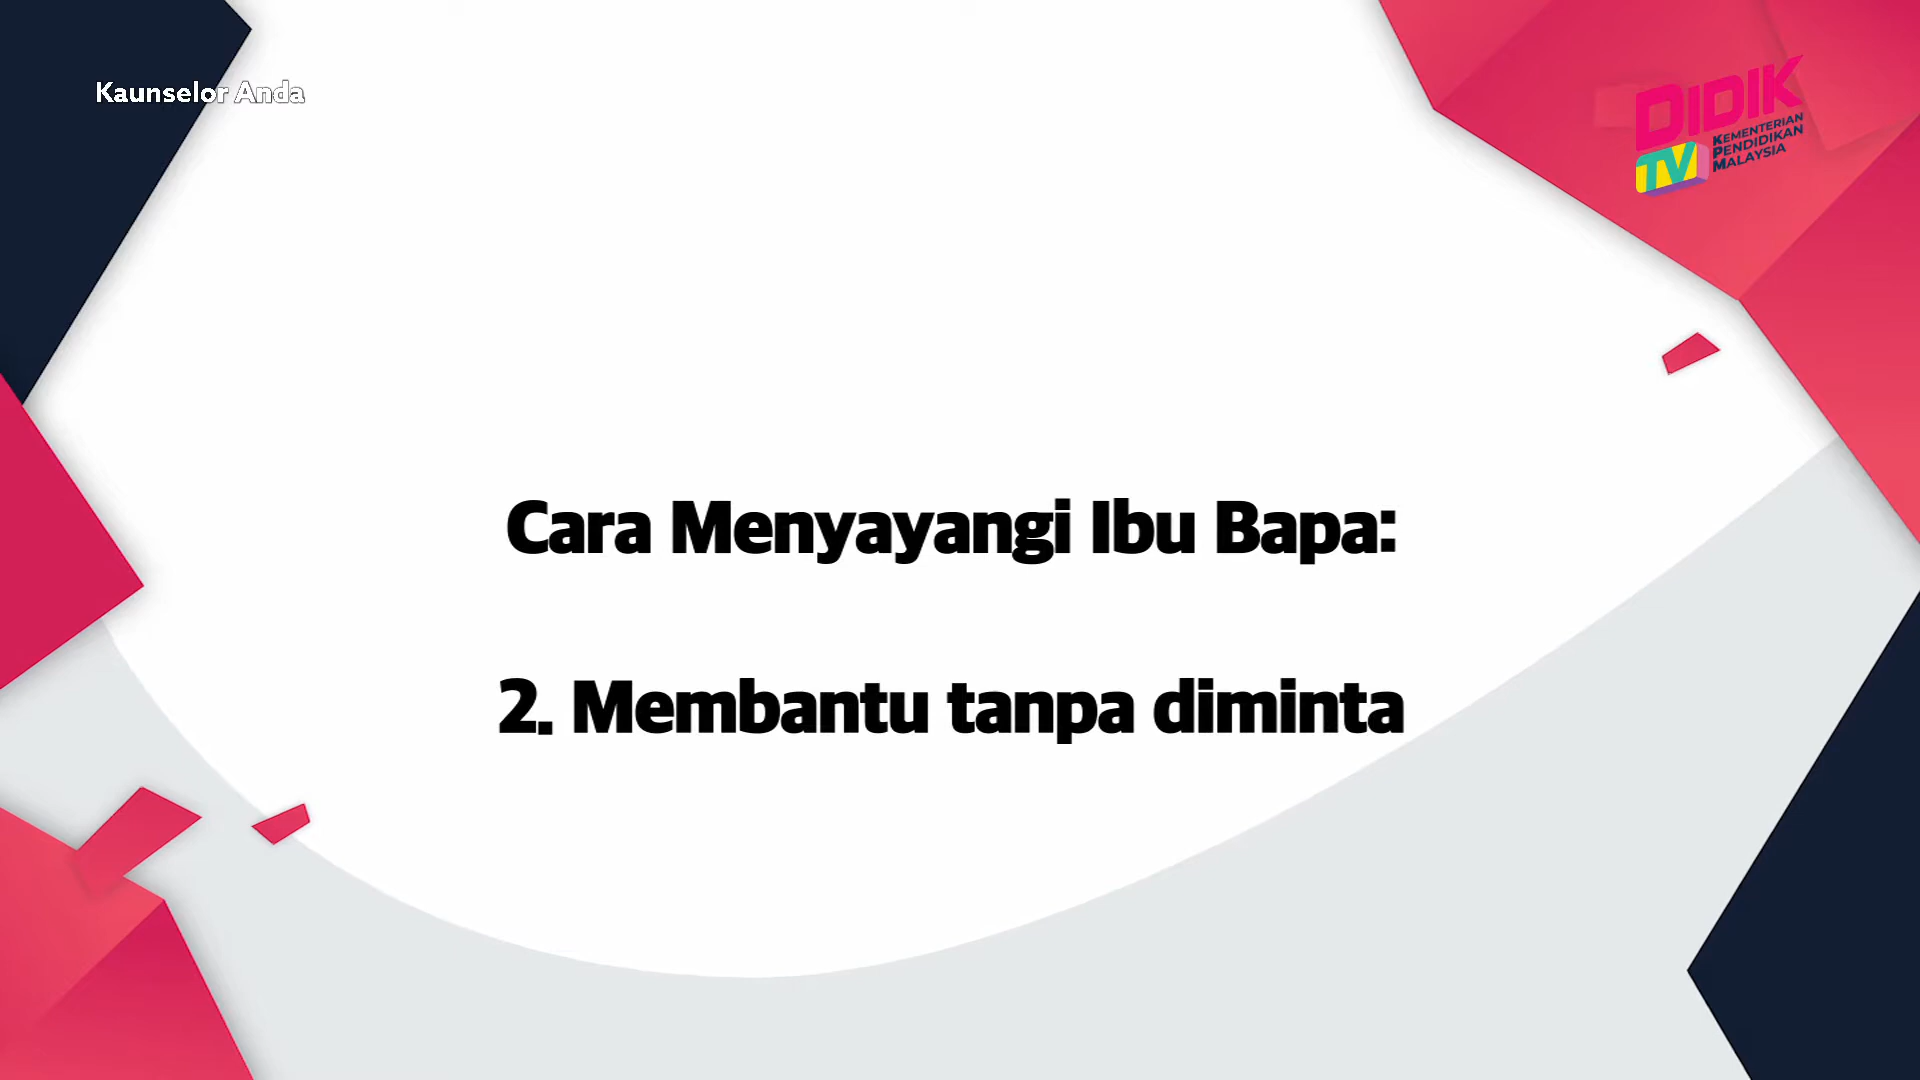 Kaunselor Anda
DIDIK
TV
KEMENTERIAN
PENDIDIKAN
MALAYSIA
Cara Menyayangi Ibu Bapa:
2. Membantu tanpa diminta